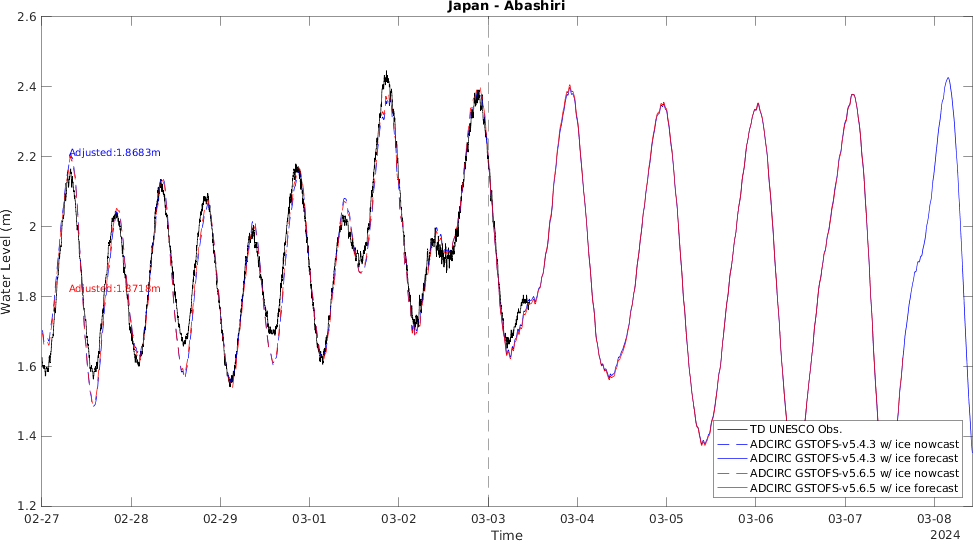 Japan - Abashiri
2.6
2.4
2.2
2
1.8
1.6
1.4
1.2
Water Level (m)
Adjusted:1.8683m
Adjusted:1.8718m
TD UNESCO Obs.
ADCIRC GSTOFS-v5.4.3 w/ ice nowcast
ADCIRC GSTOFS-v5.4.3 w/ ice forecast
ADCIRC GSTOFS-v5.6.5 w/ ice nowcast
ADCIRC GSTOFS-v5.6.5 w/ ice forecast
02-27 02-28 02-29 03-01 03-02 03-03 03-04 03-05 03-06 03-07 03-08
Time
2024